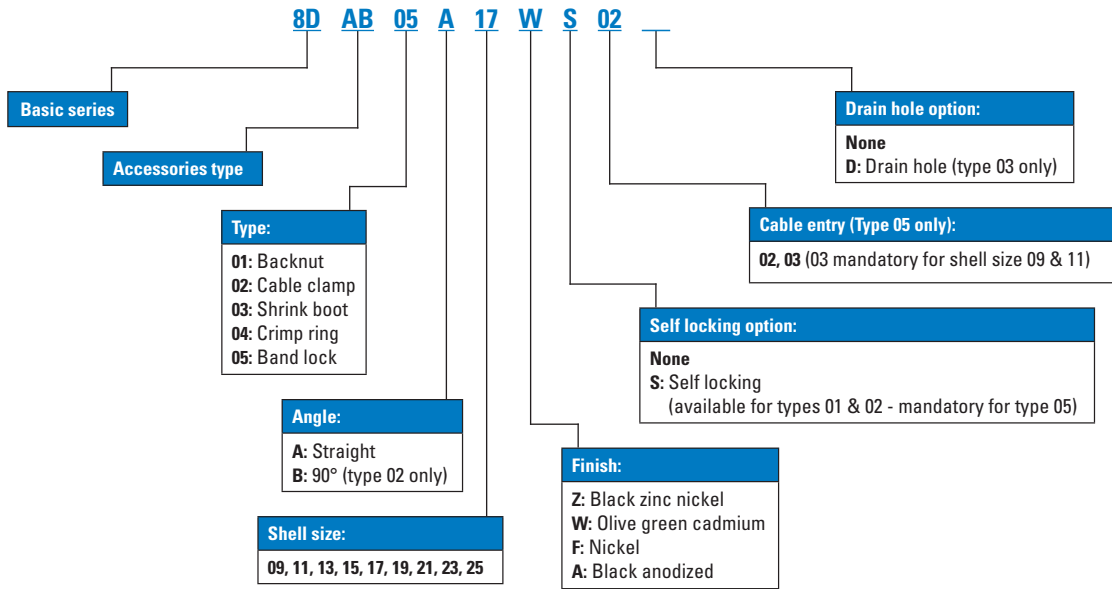 8D AB 05 A 17 W S 02
Basic series
Accessories type
Type:
01: Backnut
02: Cable clamp
03: Shrink boot
04: Crimp ring
05: Band lock
Angle:
A: Straight
B: 90° (type 02 only)
Shell size:
09, 11, 13, 15, 17, 19, 21, 23, 25
Finish:
Z: Black zinc nickel
W: Olive green cadmium
F: Nickel
A: Black anodized
Self locking option:
None
S: Self locking
(available for types 01 & 02 - mandatory for type 05)
Cable entry (Type 05 only):
02, 03 (03 mandatory for shell size 09 & 11)
Drain hole option:
None
D: Drain hole (type 03 only)